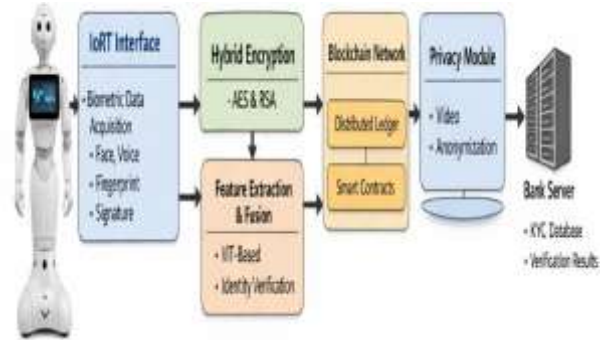 IoRT Interface
• Biometric Data
Acquisition
• Face, Voice
• Fingerprint
• Signature
Hybrid Encryption
- AES & RSA
Feature Extraction
& Fusion
• ViT-Based
• Identity Verification
Blockchain Network
Distributed Ledger
Smart Contracts
Privacy Module
• Video
• Anonymization
Bank Server
• KYC Database
• Verification Results